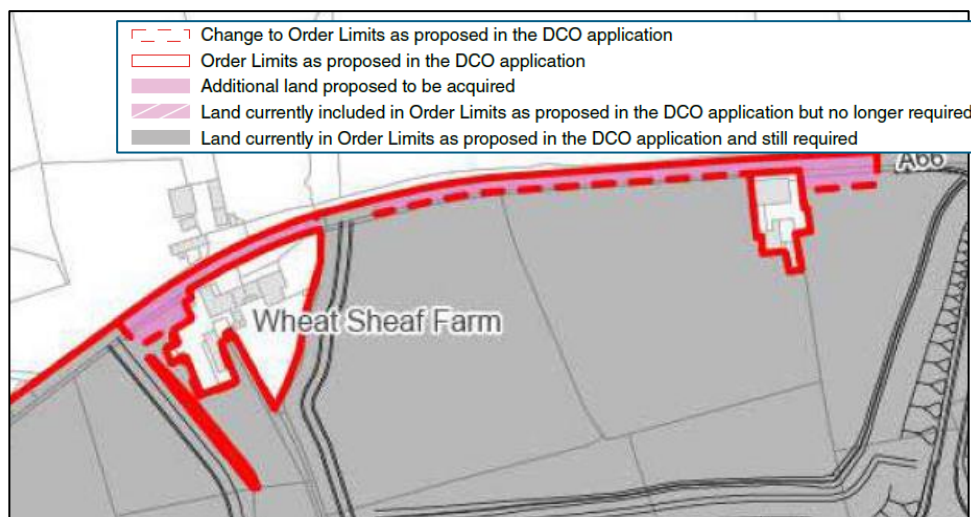 Change to Order Limits as proposed in the DCO application
Order Limits as proposed in the DCO application
Additional land proposed to be acquired
Land currently included in Order Limits as proposed in the DCO application but no longer required
Land currently in Order Limits as proposed in the DCO application and still required
A66
Wheat Sheaf Farm